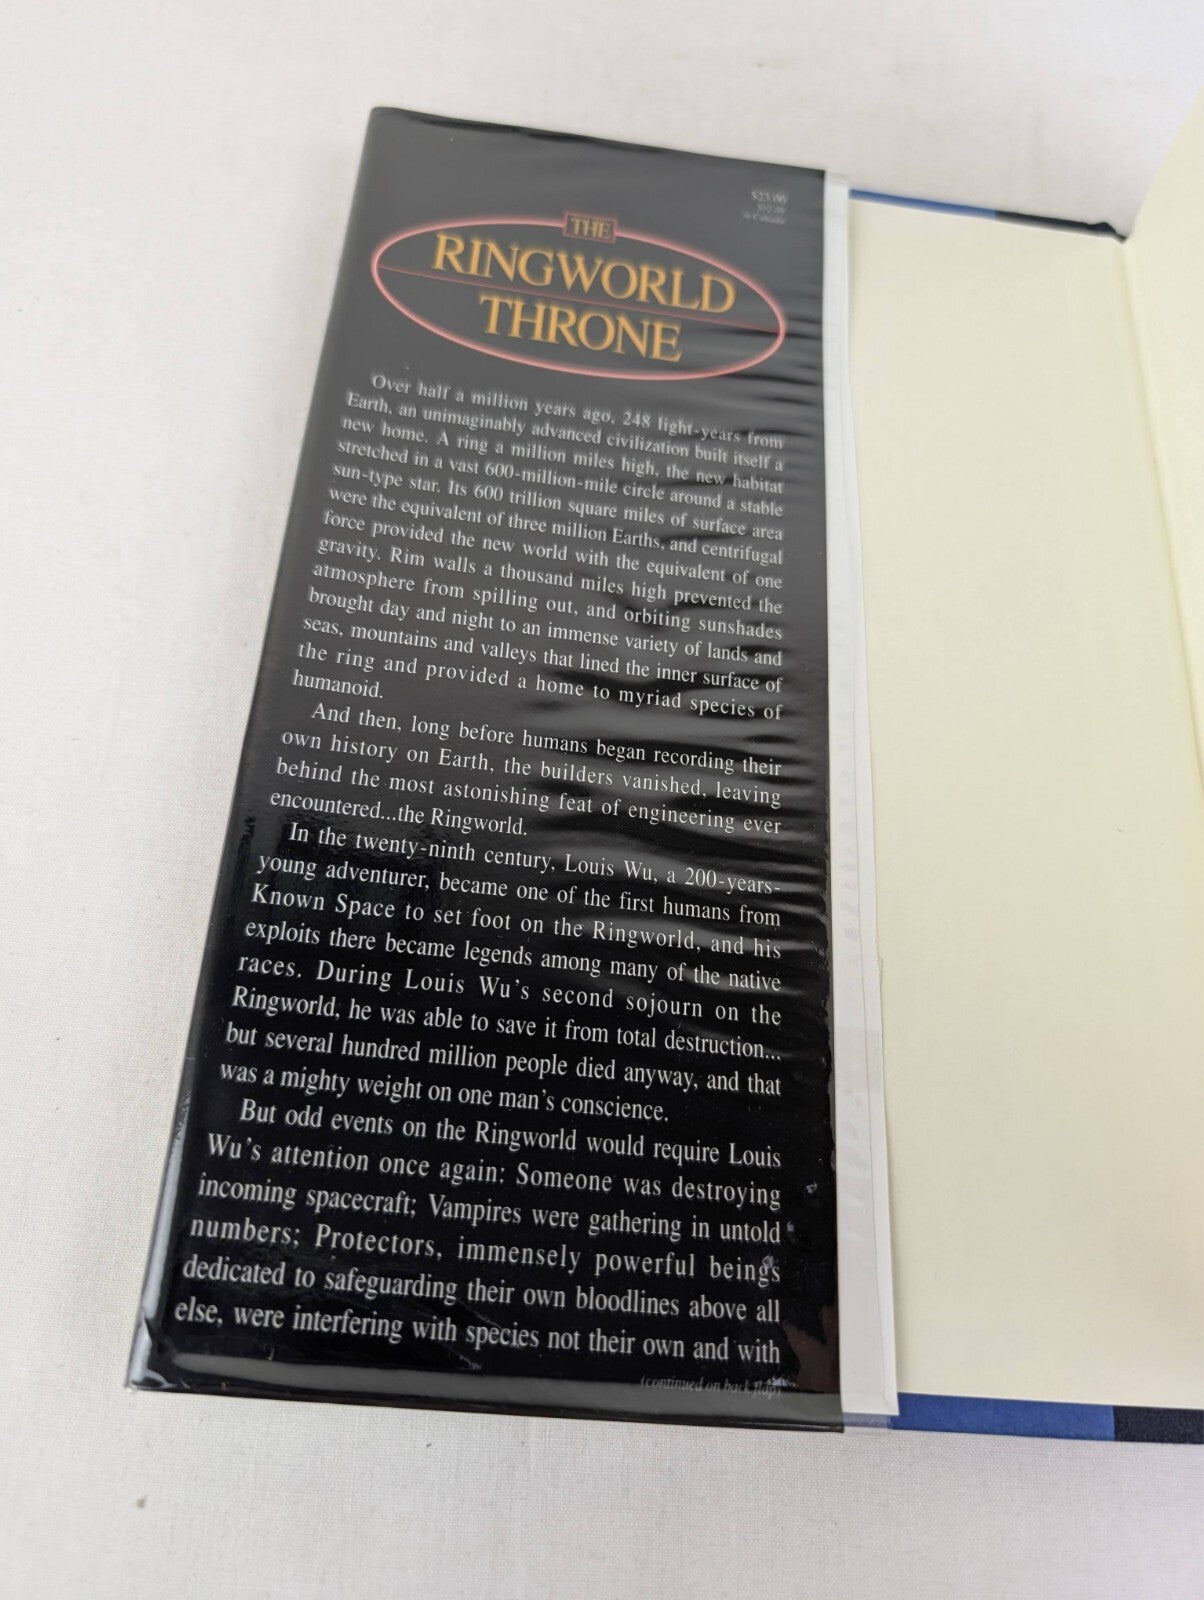 $23.00
THE
RINGWORLD
THRONE
Over half a million years ago, 248 light-years from
Earth, an unimaginably advanced civilization built itself a
new home. A ring a million miles high, the new habitat
stretched in a vast 600-million-mile circle around a stable
sun-type star. Its 600 trillion square miles of surface area
were the equivalent of three million Earths, and centrifugal
force provided the new world with the equivalent of one
gravity. Rim walls a thousand miles high prevented the
atmosphere from spilling out, and orbiting sunshades
brought day and night to an immense variety of lands and
seas, mountains and valleys that lined the inner surface of
the ring and provided a home to myriad species of
humanoid.
And then, long before humans began recording their
own history on Earth, the builders vanished, leaving
behind the most astonishing feat of engineering ever
encountered...the Ringworld.
In the twenty-ninth century, Louis Wu, a 200-years-
young adventurer, became one of the first humans from
Known Space to set foot on the Ringworld, and his
exploits there became legends among many of the native
races. During Louis Wu's second sojourn on the
Ringworld, he was able to save it from total destruction...
but several hundred million people died anyway, and that
was a mighty weight on one man's conscience.
But odd events on the Ringworld would require Louis
Wu's attention once again: Someone was destroying
incoming spacecraft; Vampires were gathering in untold
numbers; Protectors, immensely powerful beings
dedicated to safeguarding their own bloodlines above all
else, were interfering with species not their own and with
(continued on back flap)